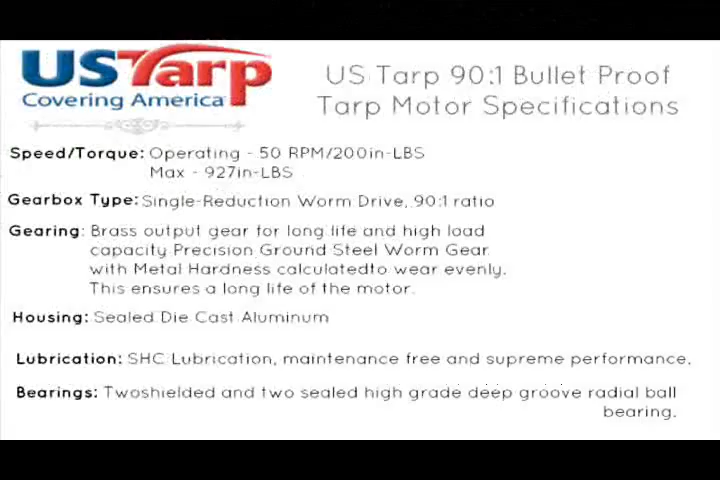 USTarp
Covering America
US Tarp 90:1 Bullet Proof
Tarp Motor Specifications
Speed/Torque: Operating - 50 RPM/200in-LBS
Max - 927in-LBS
Gearbox Type: Single-Reduction Worm Drive, 90:1 ratio
Gearing: Brass output gear for long life and high load
capacity Precision Ground Steel Worm Gear
with Metal Hardness calculatedto wear evenly.
This ensures a long life of the motor.
Housing: Sealed Die Cast Aluminum
Lubrication: SHC Lubrication, maintenance free and supreme performance.
Bearings: Twoshielded and two sealed high grade deep groove radial ball
bearing.